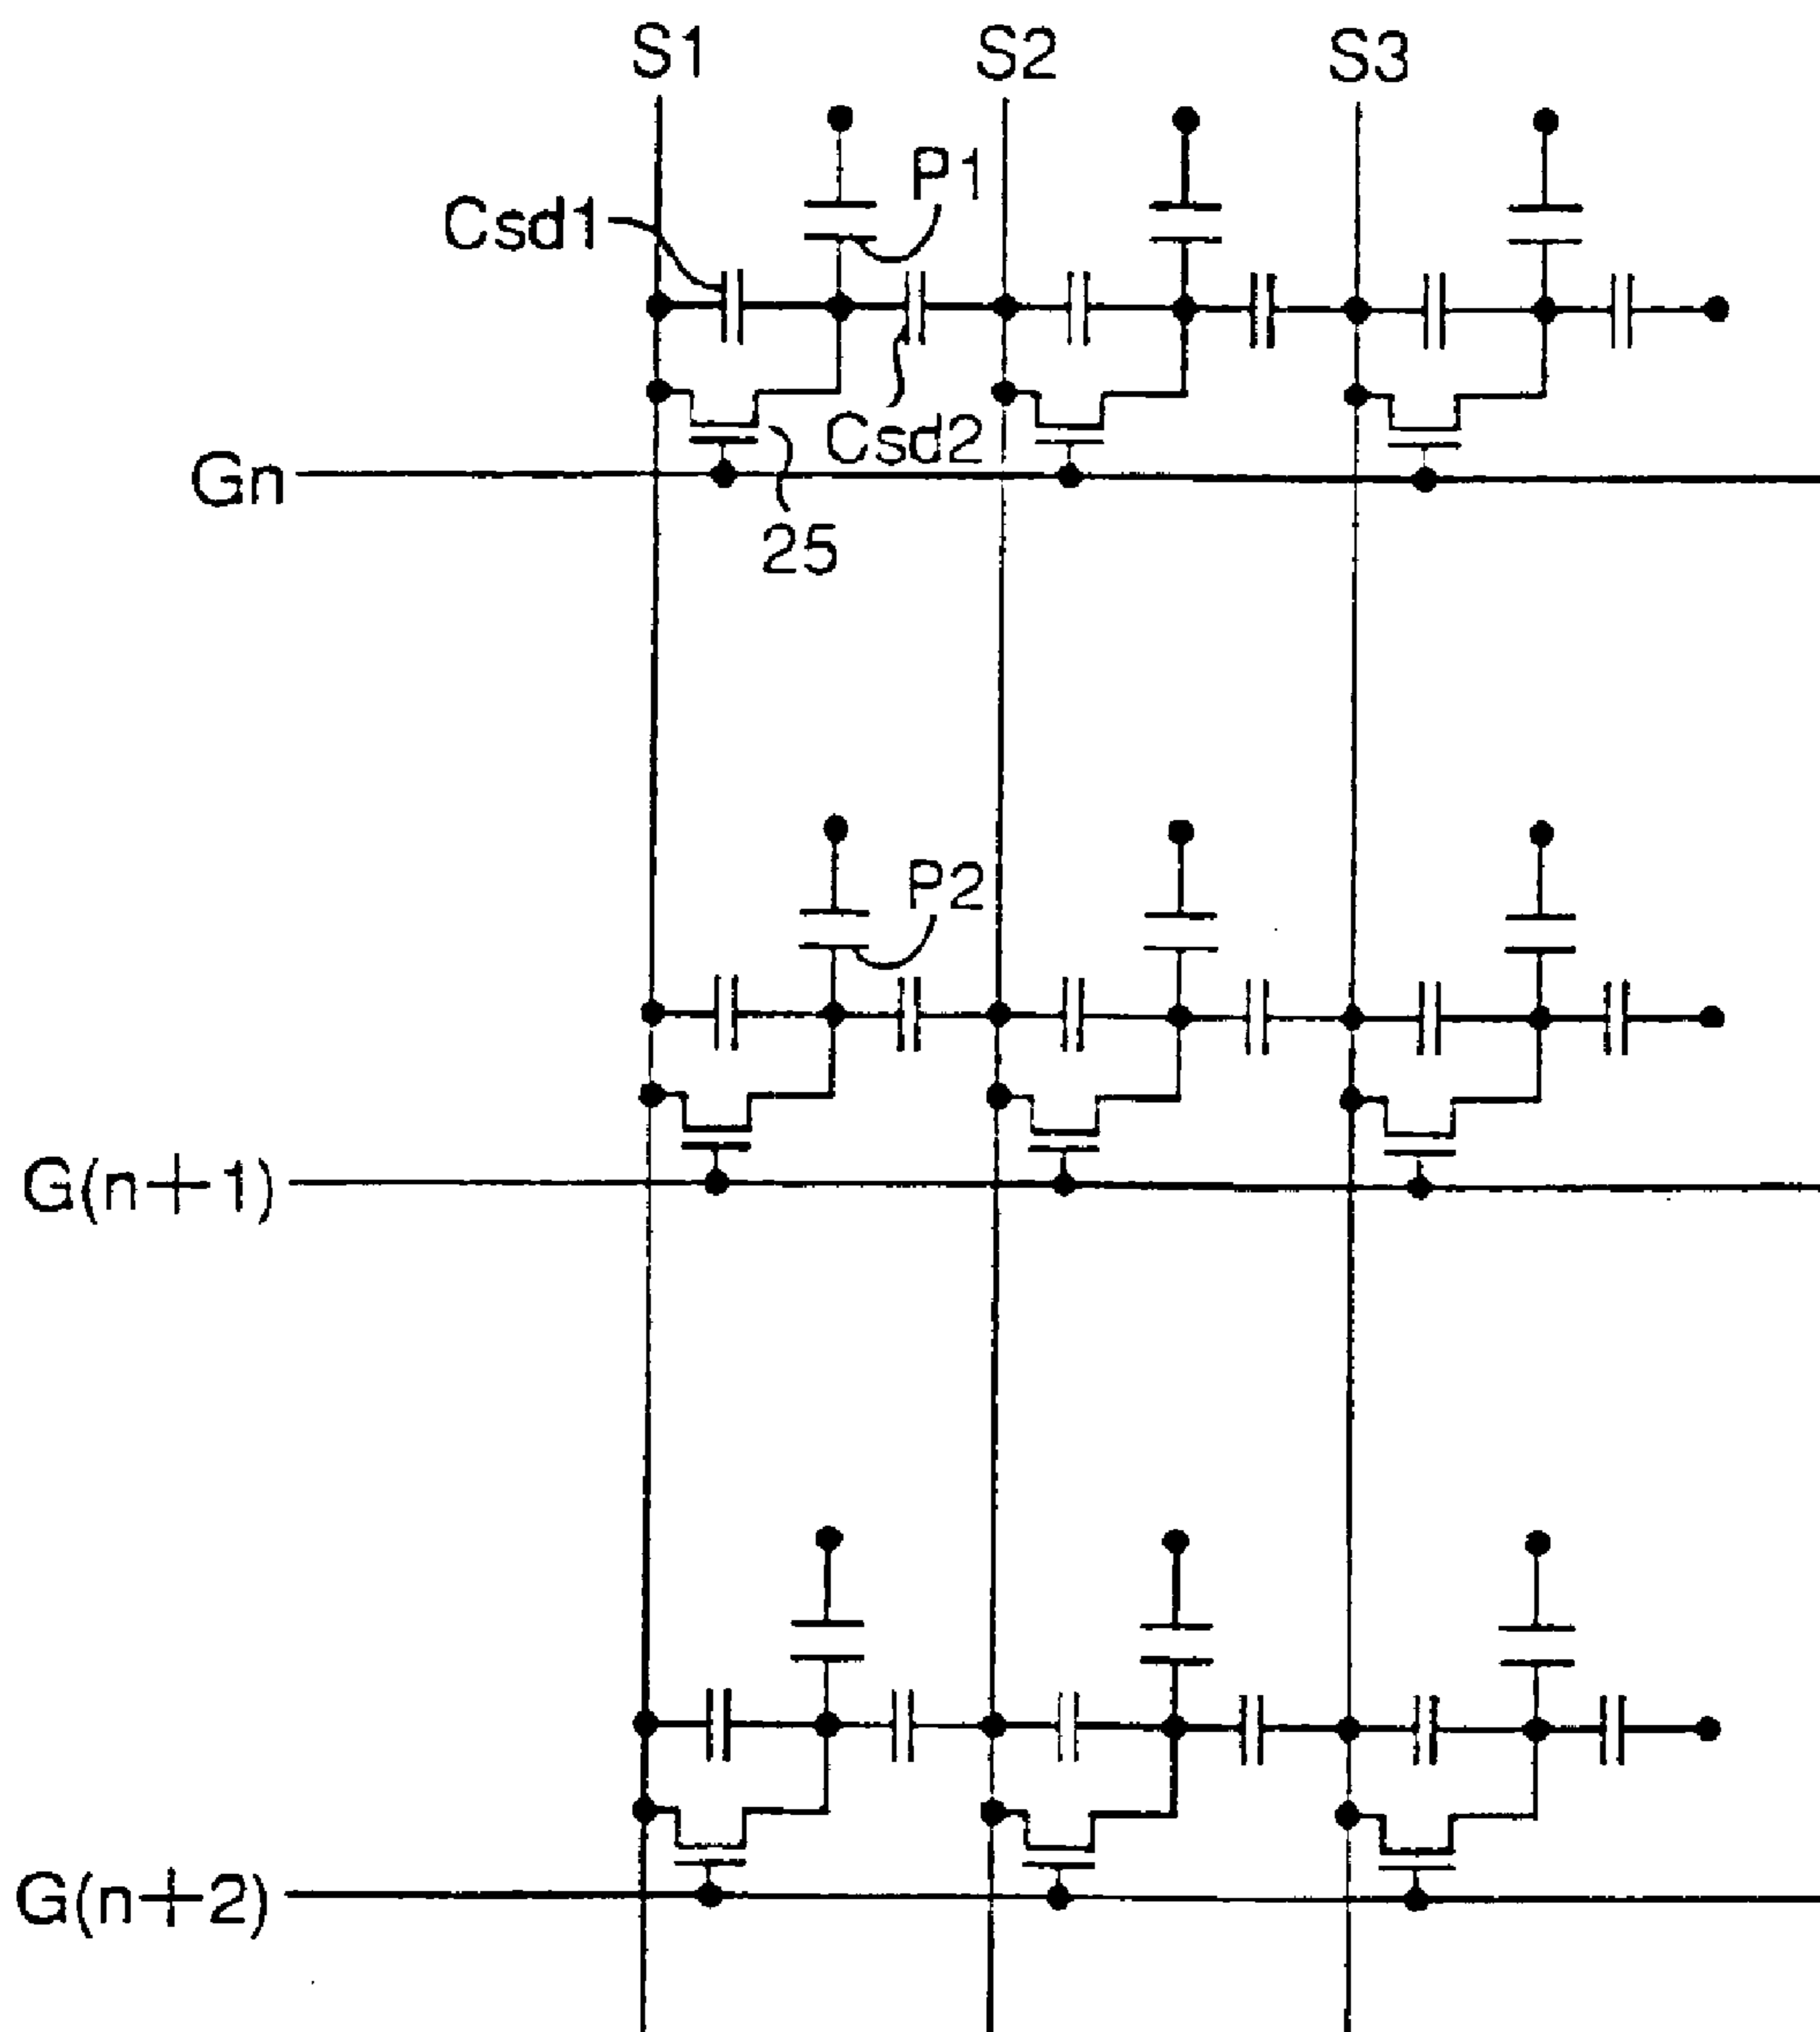 S1 S2 S3
P1
Csd1
Csd2
Gn
25
P2
G(n+1)
G(n+2)